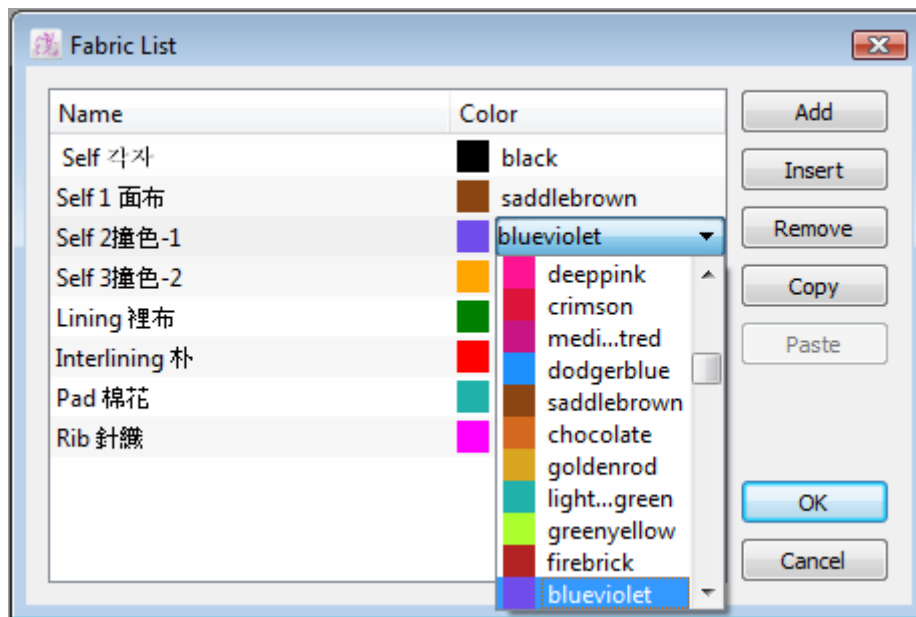 Fabric List
Name Color
Self 각자 black
Self 1 面布 saddlebrown
Self 2撞色-1 blueviolet
Self 3撞色-2
Lining 裡布
Interlining 朴
Pad 棉花
Rib 針織
deeppink
crimson
medi...tred
dodgerblue
saddlebrown
chocolate
goldenrod
light...green
greenyellow
firebrick
blueviolet
Add
Insert
Remove
Copy
Paste
OK
Cancel